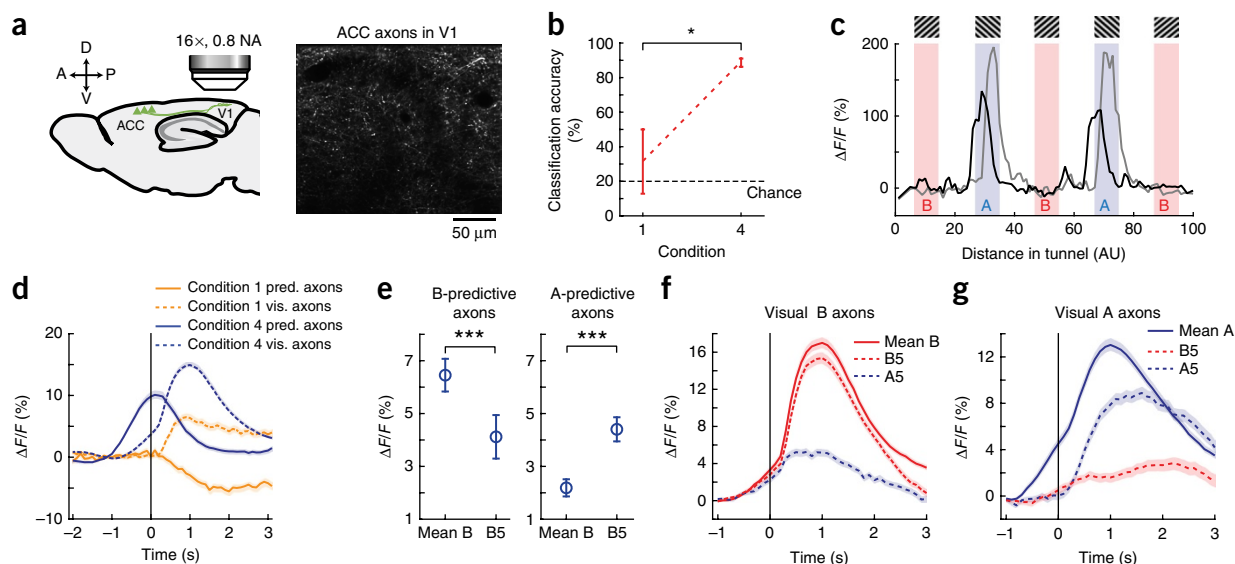 a
D
A
P
V
16×, 0.8 NA
ACC
V1
ACC axons in V1
50 μm
b
*
Classification accuracy
(%)
100
80
60
40
20
0
Chance
1
4
Condition
c
200
100
0
ΔF/F (%)
B
A
B
A
B
0
20
40
60
80
100
Distance in tunnel (AU)
d
Condition 1 pred. axons
Condition 1 vis. axons
Condition 4 pred. axons
Condition 4 vis. axons
20
10
0
−10
ΔF/F (%)
−2
−1
0
1
2
3
Time (s)
e
B-predictive
axons
***
7
5
3
1
ΔF/F (%)
Mean B
B5
A-predictive
axons
***
7
5
3
1
Mean B
B5
f
Visual B axons
Mean B
B5
A5
16
12
8
4
0
ΔF/F (%)
−1
0
1
2
3
Time (s)
g
Visual A axons
Mean A
B5
A5
12
8
4
0
ΔF/F (%)
−1
0
1
2
3
Time (s)